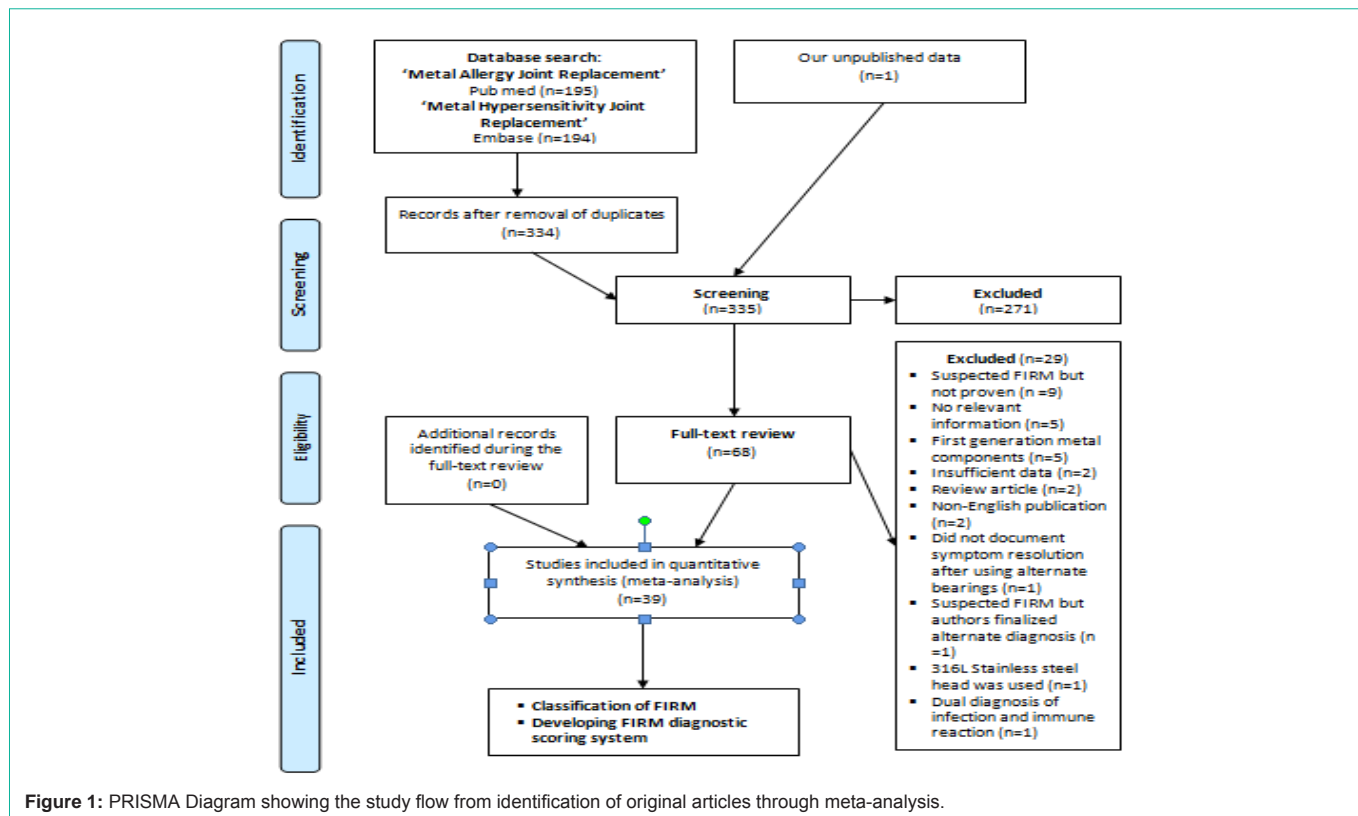 Identification
Database search:
‘Metal Allergy Joint Replacement’
Pub med (n=195)
‘Metal Hypersensitivity Joint
Replacement’
Embase (n=194)
Our unpublished data
(n=1)
Records after removal of duplicates
(n=334)
Screening
Screening
(n=335)
Excluded
(n=271)
Eligibility
Additional records
identified during the
full-text review
(n=0)
Full-text review
(n=68)
Excluded (n=29)
▪ Suspected FIRM but
not proven (n =9)
▪ No relevant
information (n=5)
▪ First generation metal
components (n=5)
▪ Insufficient data (n=2)
▪ Review article (n=2)
▪ Non-English publication
(n=2)
▪ Did not document
symptom resolution
after using alternate
bearings (n=1)
▪ Suspected FIRM but
authors finalized
alternate diagnosis (n
=1)
▪ 316L Stainless steel
head was used (n=1)
▪ Dual diagnosis of
infection and immune
reaction (n=1)
Included
Studies included in quantitative
synthesis (meta-analysis)
(n=39)
▪ Classification of FIRM
▪ Developing FIRM diagnostic
scoring system
Figure 1: PRISMA Diagram showing the study flow from identification of original articles through meta-analysis.